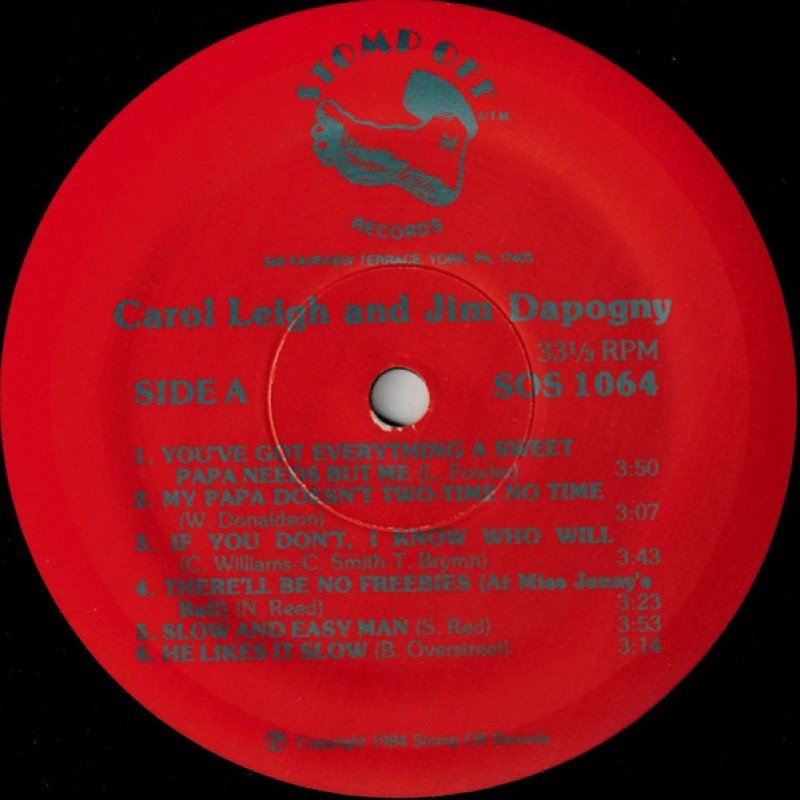 STOMP OFF
T.M.
RECORDS
548 FAIRVIEW TERRACE, YORK, PA. 17403
Carol Leigh and Jim Dapogny
33⅓ RPM
SIDE A SOS 1064
1. YOU'VE GOT EVERYTHING A SWEET
PAPA NEEDS BUT ME (L. Fowler) 3:50
2. MY PAPA DOESN'T TWO-TIME NO TIME
(W. Donaldson) 3:07
3. IF YOU DON'T, I KNOW WHO WILL
(C. Williams-C. Smith-T. Brymn) 3:43
4. THERE'LL BE NO FREEBIES (At Miss Jenny's
Ball) (N. Reed) 3:23
5. SLOW AND EASY MAN (S. Red) 3:53
6. HE LIKES IT SLOW (B. Overstreet) 3:14
Ⓟ Copyright 1984 Stomp Off Records